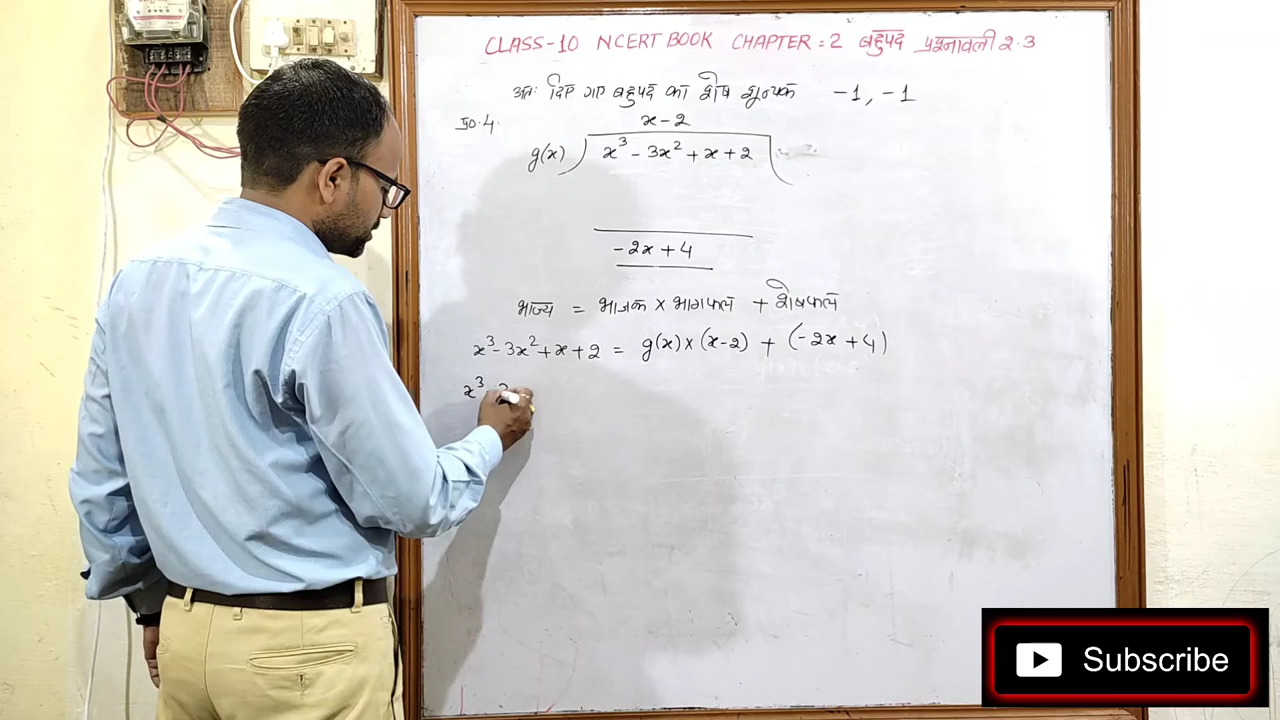 CLASS-10 NCERT BOOK CHAPTER = 2 बहुपद प्रश्नावली 2.3
अतः दिए गए बहुपद का शेष शून्यक -1, -1
प्र०.4.
x-2
g(x) ) x³ - 3x² + x + 2 (
-2x + 4
भाज्य = भाजक × भागफल + शेषफल
x³-3x²+x+2 = g(x)×(x-2) + (-2x+4)
x³
Subscribe